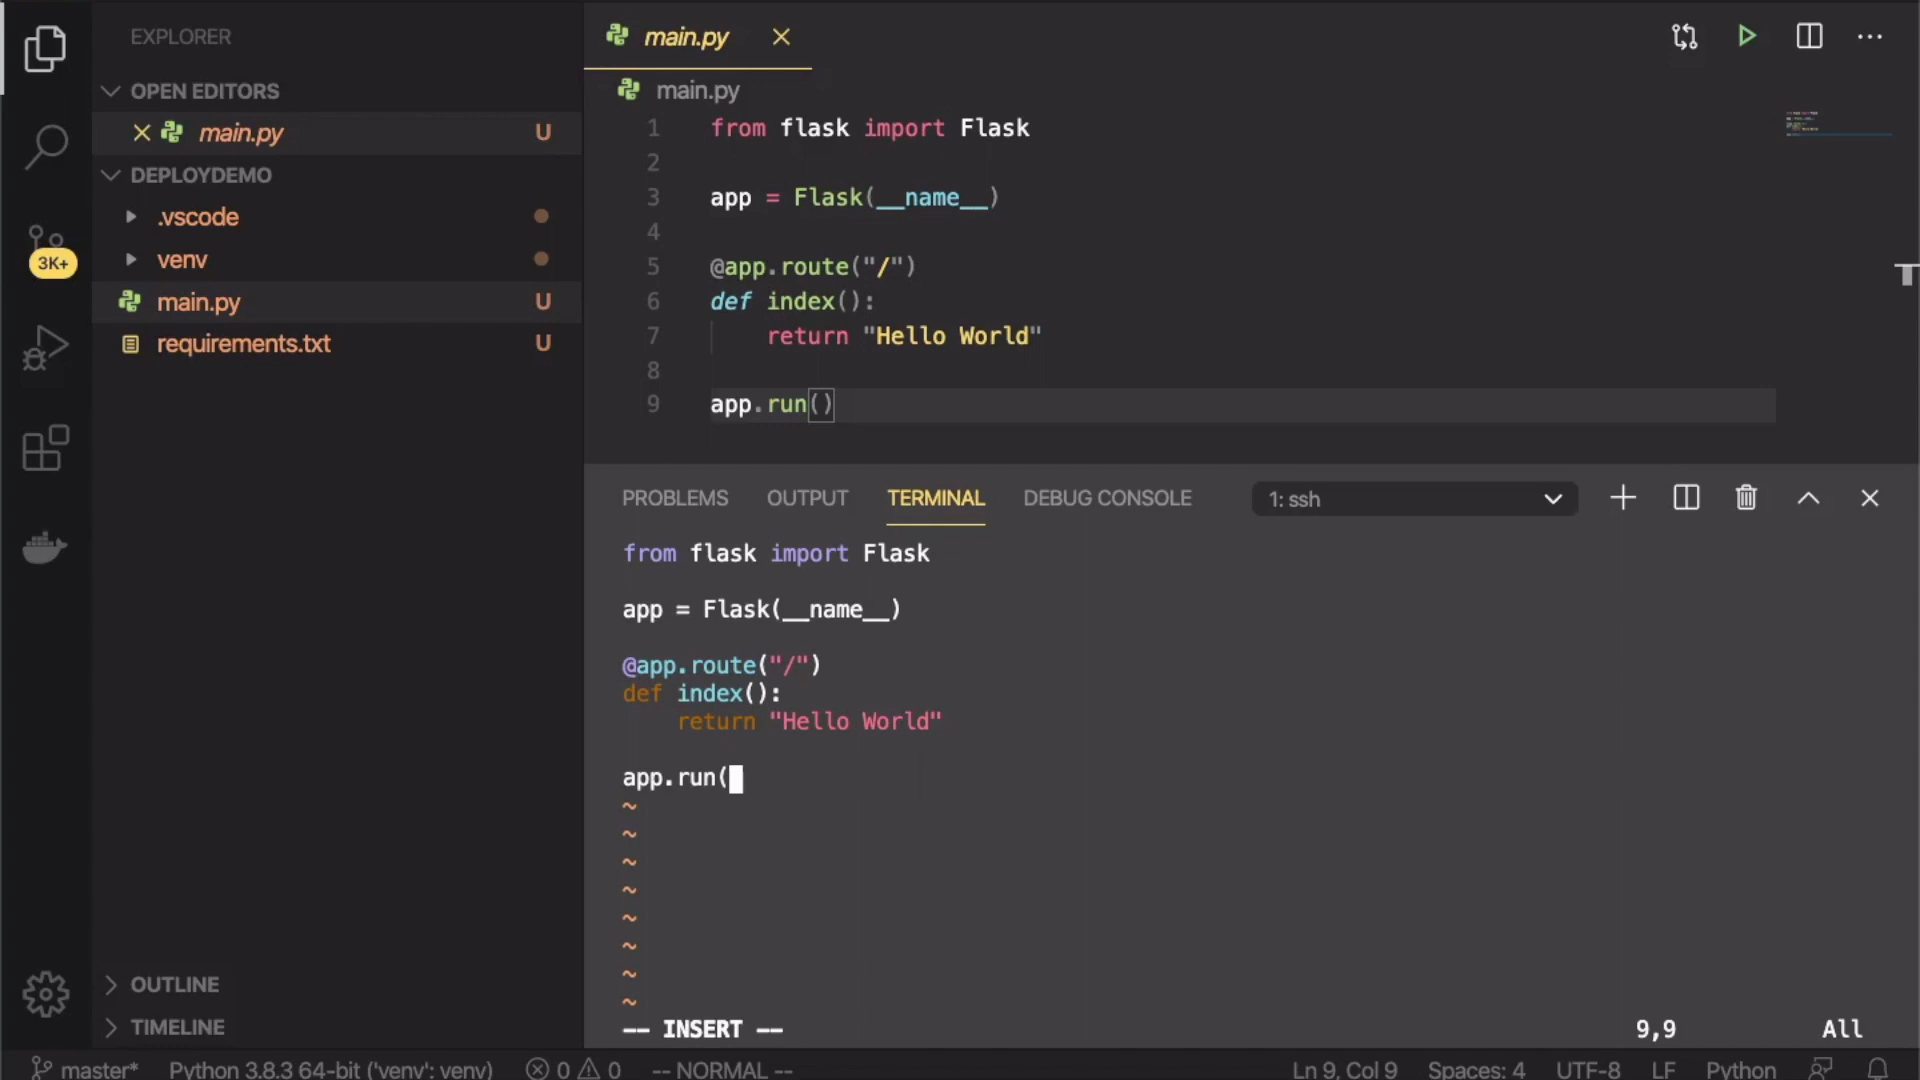 EXPLORER
OPEN EDITORS
main.py U
DEPLOYDEMO
.vscode
venv
main.py U
requirements.txt U
3K+
OUTLINE
TIMELINE
main.py
main.py
1 from flask import Flask
2
3 app = Flask(__name__)
4
5 @app.route("/")
6 def index():
7 return "Hello World"
8
9 app.run()
PROBLEMS OUTPUT TERMINAL DEBUG CONSOLE 1: ssh
from flask import Flask
app = Flask(__name__)
@app.route("/")
def index():
return "Hello World"
app.run(
~
~
~
~
~
~
~
~
-- INSERT -- 9,9 All
master* Python 3.8.3 64-bit ('venv': venv) 0 0 -- NORMAL -- Ln 9, Col 9 Spaces: 4 UTF-8 LF Python